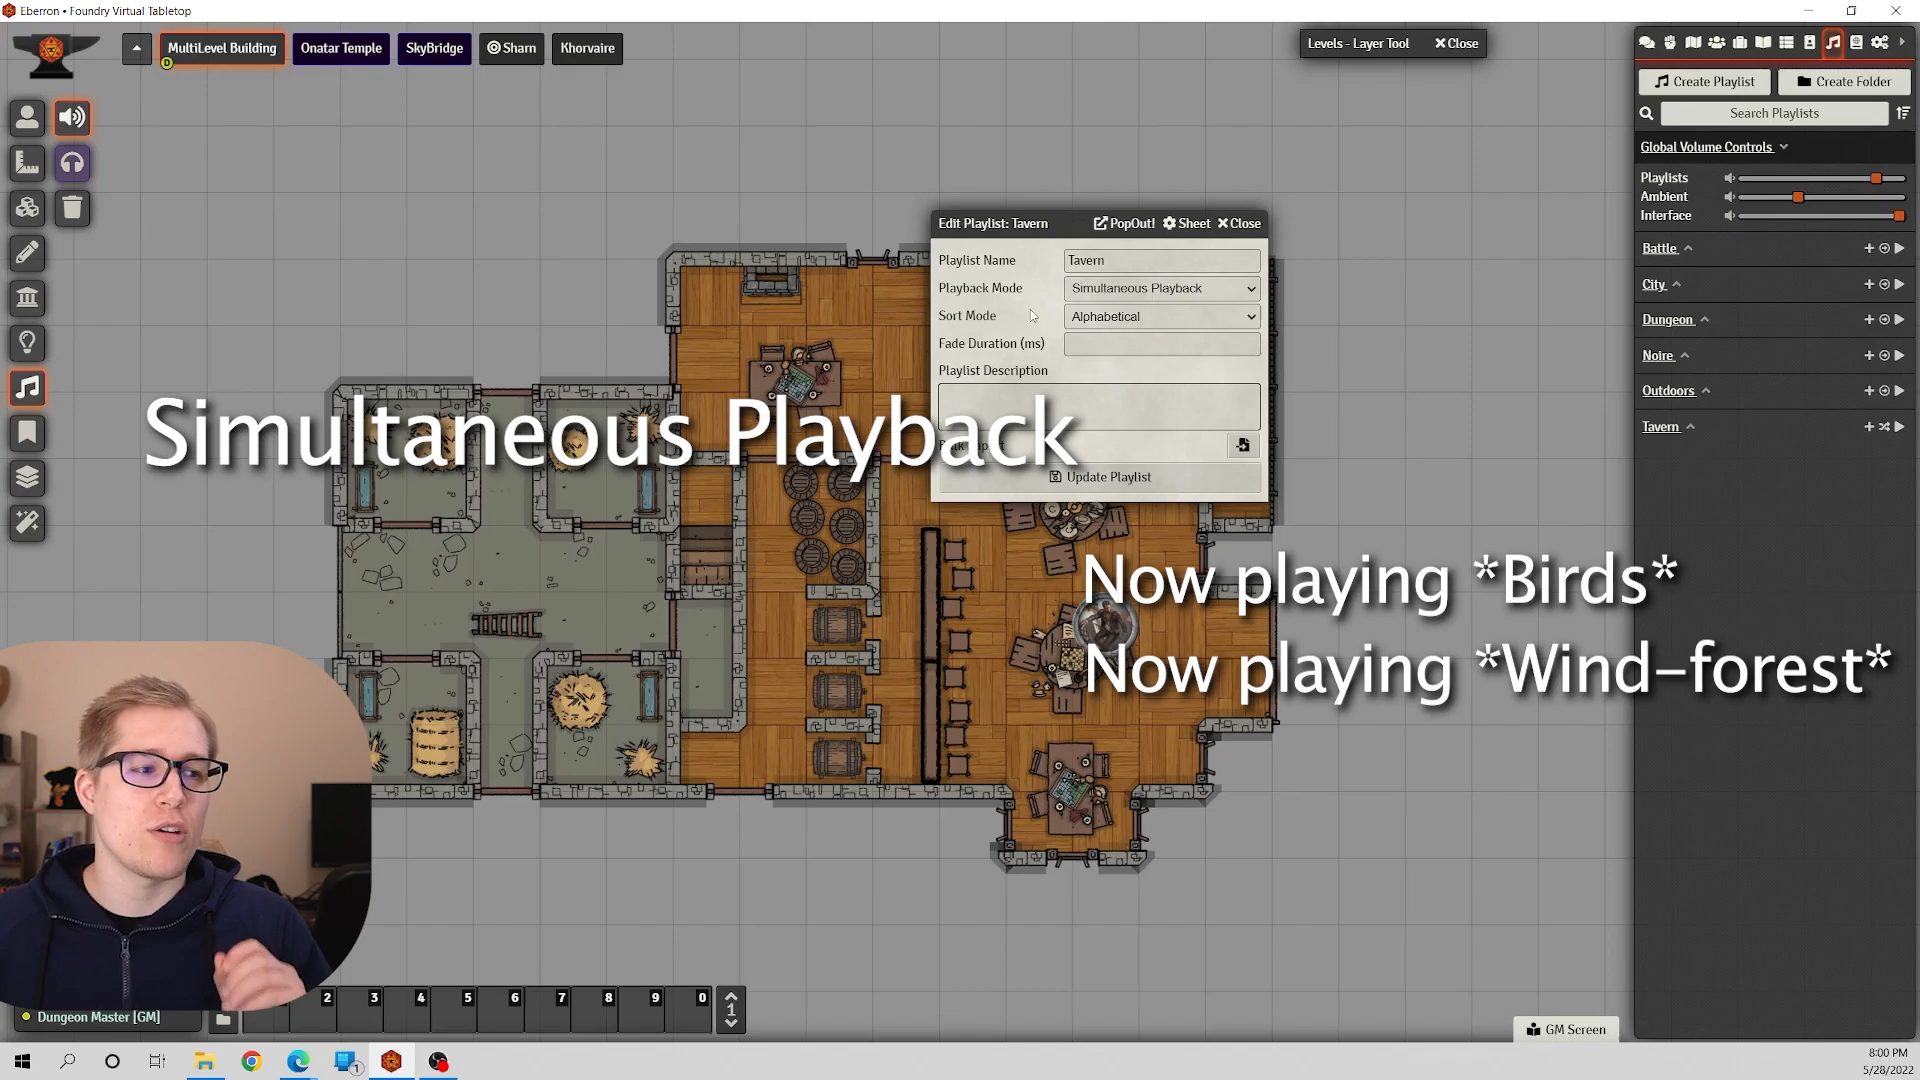 Eberron • Foundry Virtual Tabletop
MultiLevel Building
Onatar Temple
SkyBridge
Sharn
Khorvaire
D
Levels - Layer Tool
Close
Create Playlist
Create Folder
Search Playlists
Global Volume Controls
Playlists
Ambient
Interface
Battle
City
Dungeon
Noire
Outdoors
Tavern
Edit Playlist: Tavern
PopOut!
Sheet
Close
Playlist Name
Tavern
Playback Mode
Simultaneous Playback
Sort Mode
Alphabetical
Fade Duration (ms)
Playlist Description
Update Playlist
Simultaneous Playback
Now playing *Birds*
Now playing *Wind-forest*
2 3 4 5 6 7 8 9 0
1
Dungeon Master [GM]
GM Screen
1
8:00 PM
5/28/2022